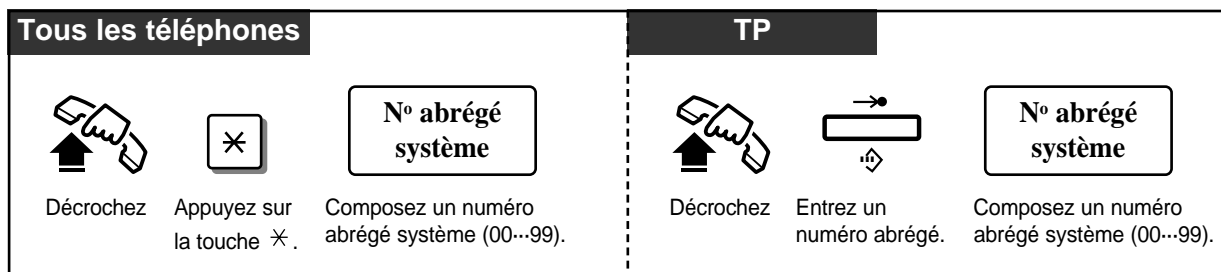 Tous les téléphones
Nº abrégé
système
Décrochez
Appuyez sur
la touche ✳.
Composez un numéro
abrégé système (00···99).
TP
Nº abrégé
système
Décrochez
Entrez un
numéro abrégé.
Composez un numéro
abrégé système (00···99).